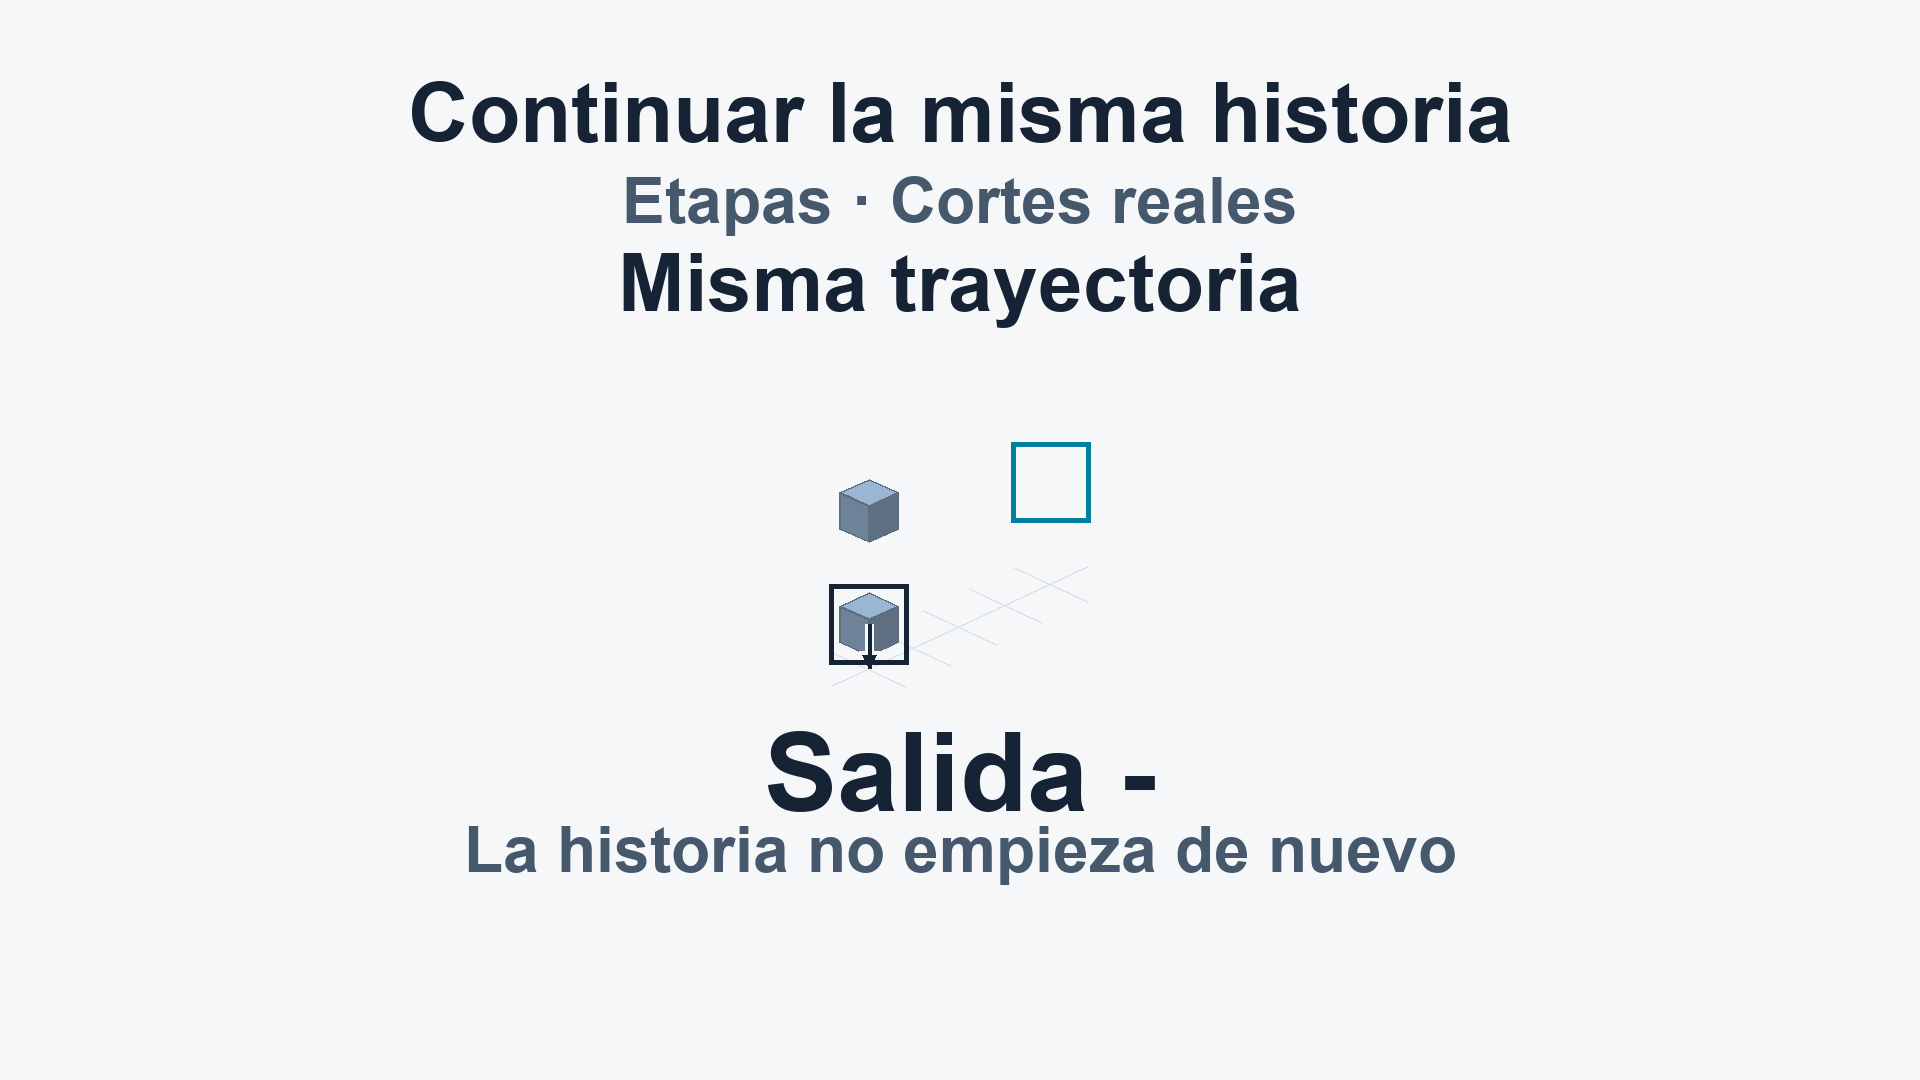 Continuar la misma historia
Etapas · Cortes reales
Misma trayectoria
Salida -
La historia no empieza de nuevo